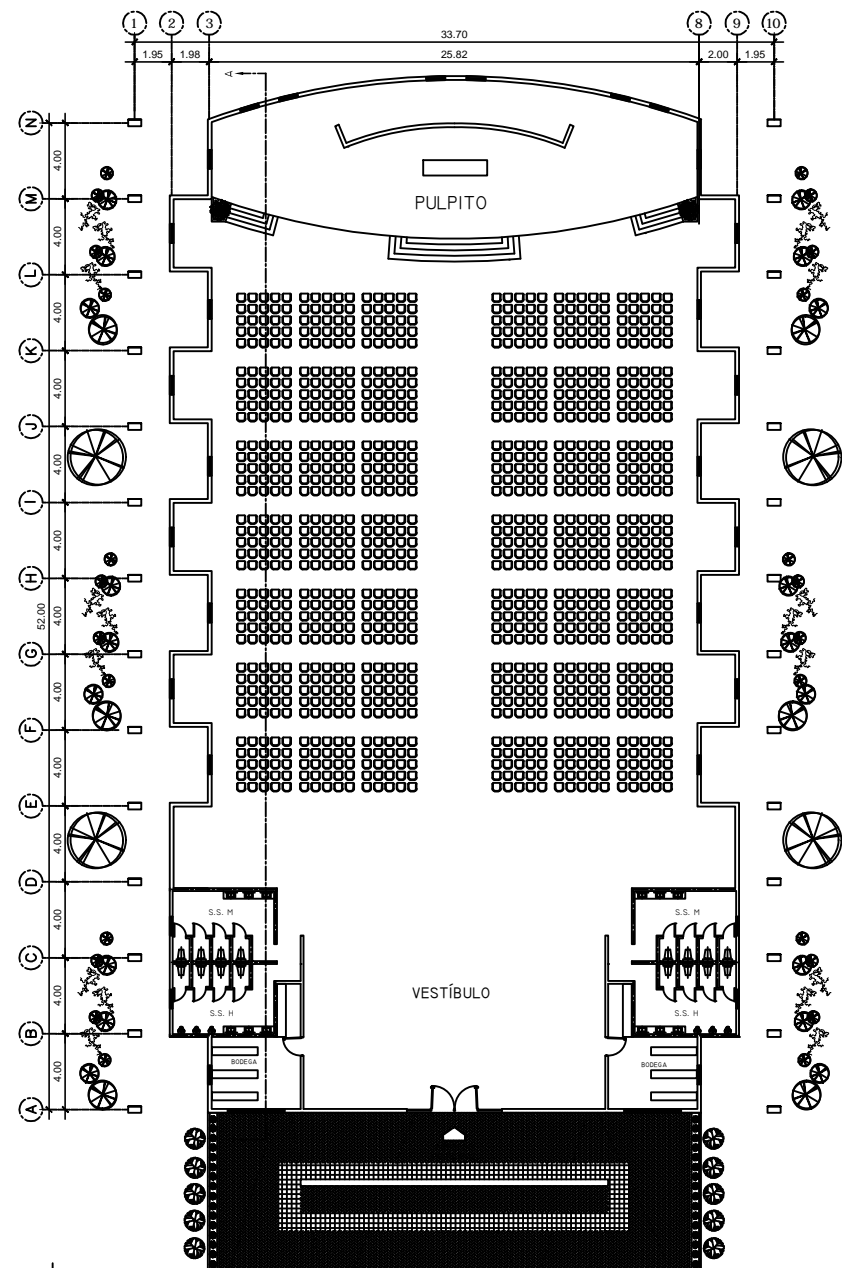 1 2 3 8 9 10
33.70
1.95 1.98 25.82 2.00 1.95
A
N
4.00
M
4.00
L
4.00
K
4.00
J
4.00
I
4.00
H
52.00
4.00
G
4.00
F
4.00
E
4.00
D
4.00
C
4.00
B
4.00
A
PULPITO
S.S. M
S.S. M
VESTÍBULO
S.S. H
S.S. H
BODEGA
BODEGA